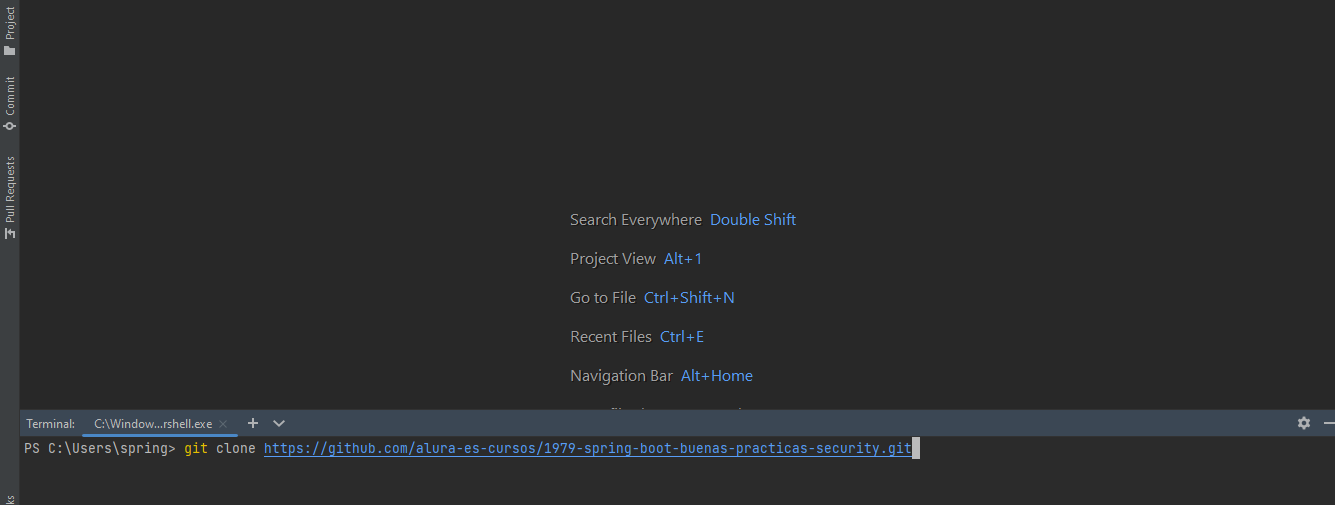 Project
Commit
Pull Requests
Search Everywhere Double Shift
Project View Alt+1
Go to File Ctrl+Shift+N
Recent Files Ctrl+E
Navigation Bar Alt+Home
Terminal: C:\Window...rshell.exe
PS C:\Users\spring> git clone https://github.com/alura-es-cursos/1979-spring-boot-buenas-practicas-security.git
ks